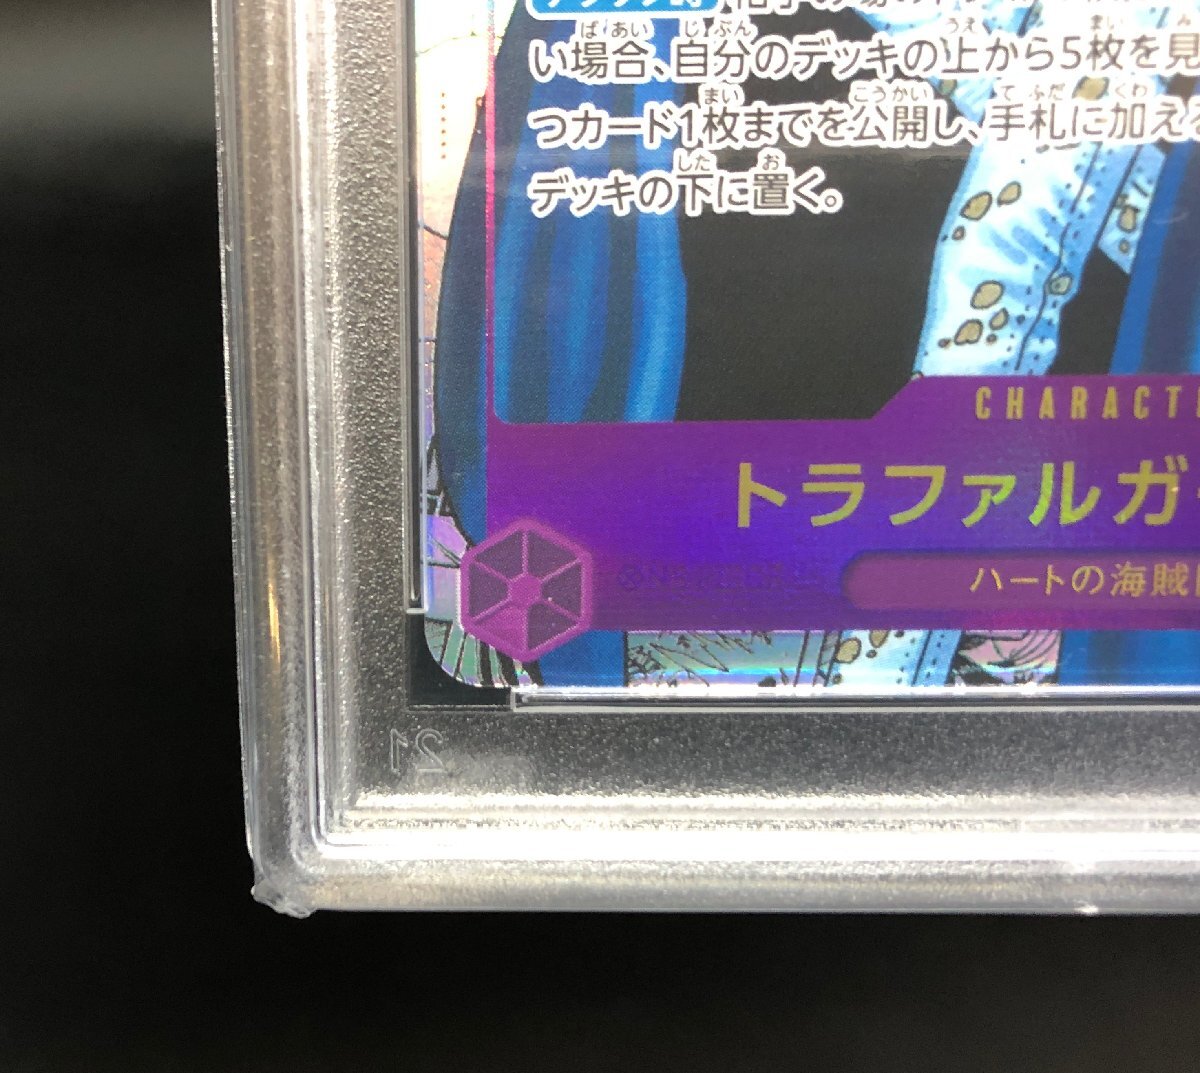 い場合、自分のデッキの上から5枚を見
つカード1枚までを公開し、手札に加え
デッキの下に置く。
CHARACT
トラファルガ
ハートの海賊
21